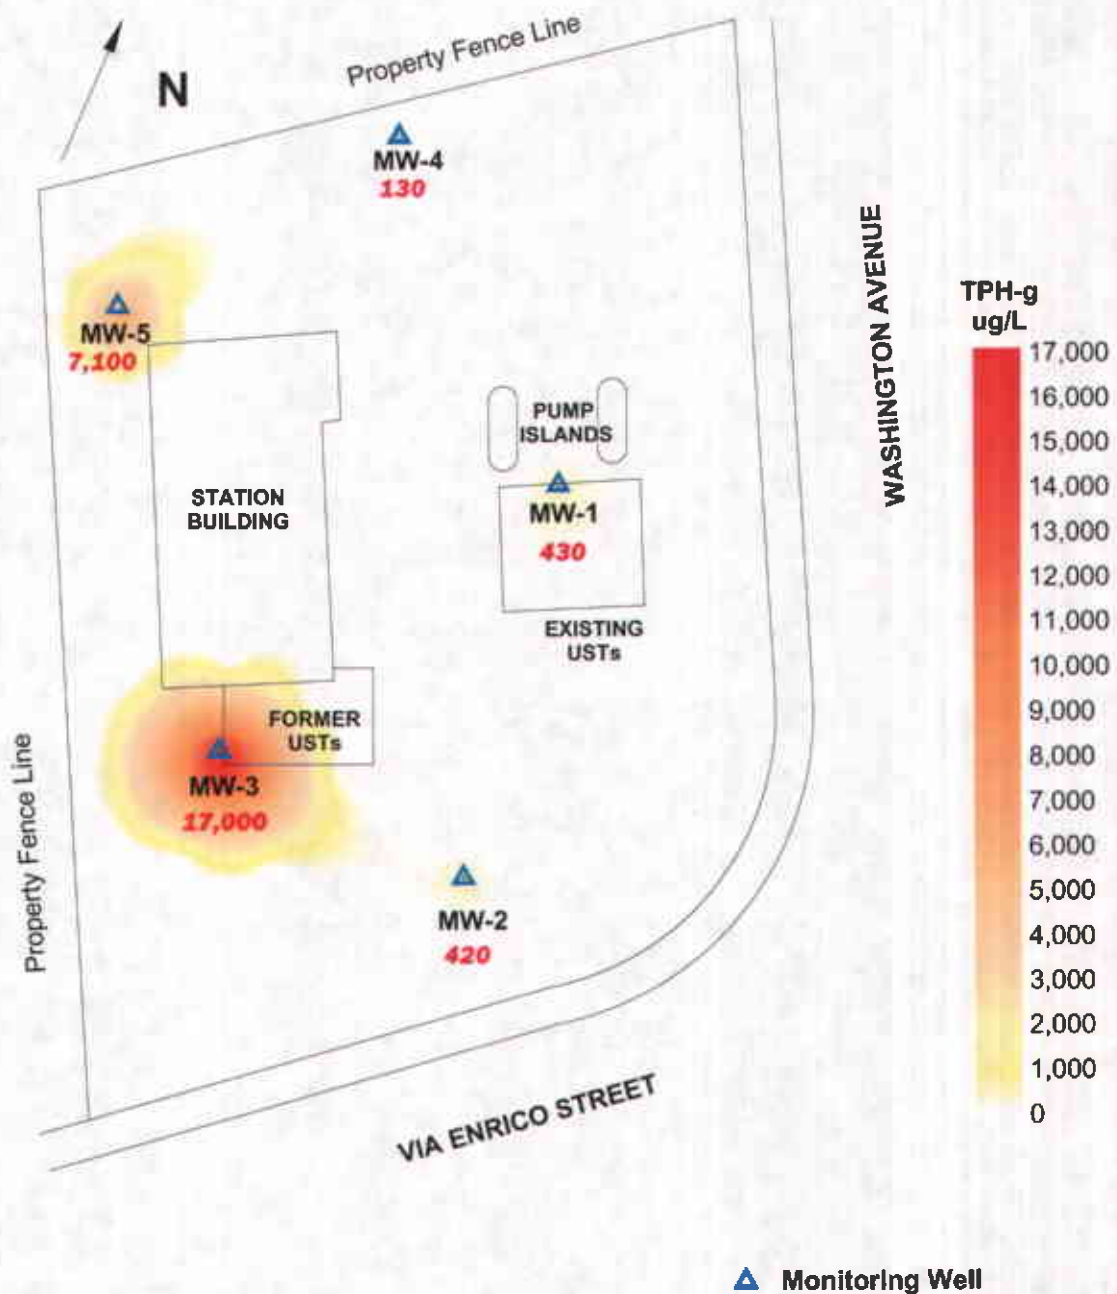 N
Property Fence Line
MW-4
130
MW-5
7,100
PUMP
ISLANDS
STATION
BUILDING
MW-1
430
EXISTING
USTs
FORMER
USTs
MW-3
17,000
MW-2
420
Property Fence Line
VIA ENRICO STREET
WASHINGTON AVENUE
TPH-g
ug/L
17,000
16,000
15,000
14,000
13,000
12,000
11,000
10,000
9,000
8,000
7,000
6,000
5,000
4,000
3,000
2,000
1,000
0
Monitoring Well